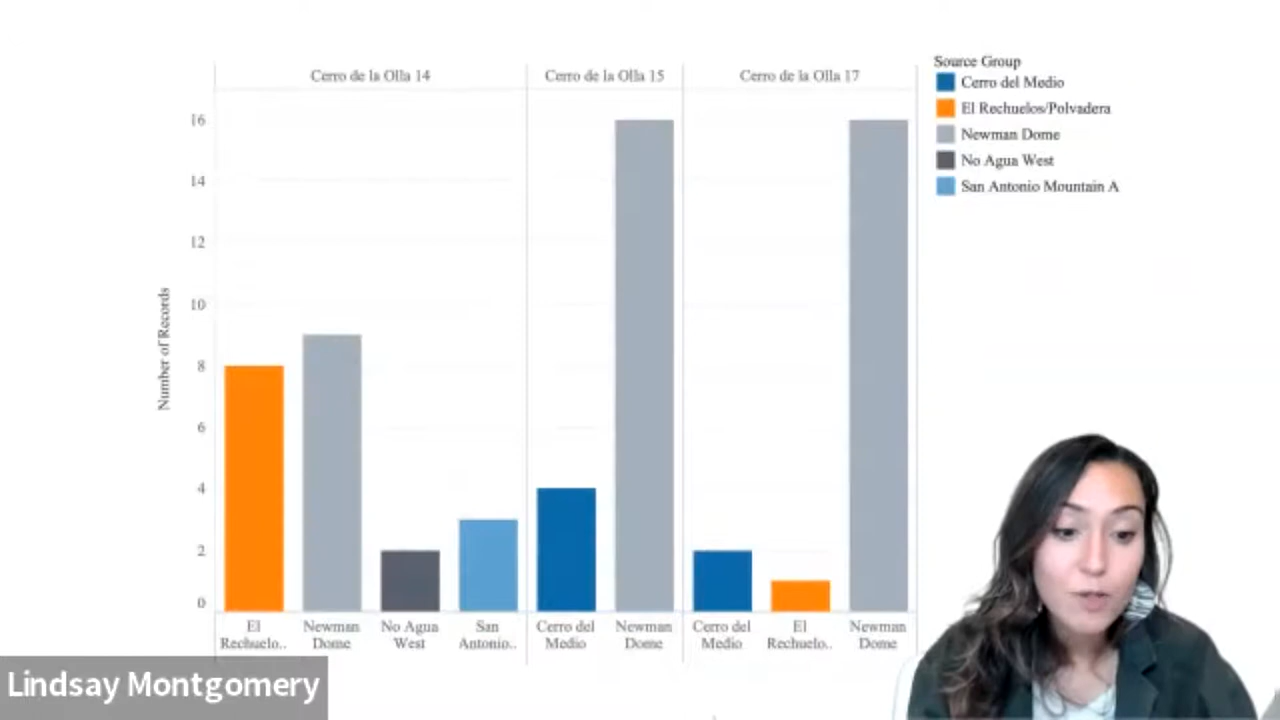 Cerro de la Olla 14
Cerro de la Olla 15
Cerro de la Olla 17
Source Group
Cerro del Medio
El Rechuelos/Polvadera
Newman Dome
No Agua West
San Antonio Mountain A
Number of Records
16
14
12
10
8
6
4
2
0
El
Rechuelo..
Newman
Dome
No Agua
West
San
Antonio..
Cerro del
Medio
Newman
Dome
Cerro del
Medio
El
Rechuelo..
Newman
Dome
Lindsay Montgomery